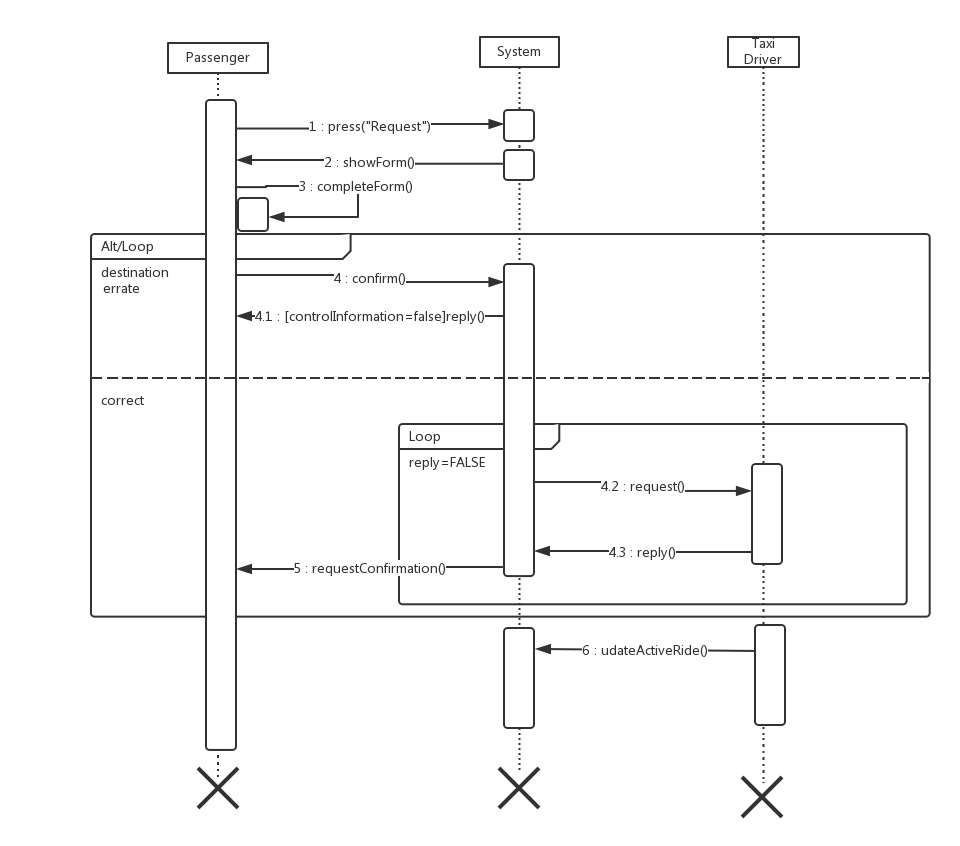 Passenger
System
Taxi
Driver
1 : press("Request")
2 : showForm()
3 : completeForm()
Alt/Loop
destination
errate
4 : confirm()
4.1 : [controlInformation=false]reply()
correct
Loop
reply=FALSE
4.2 : request()
4.3 : reply()
5 : requestConfirmation()
6 : udateActiveRide()